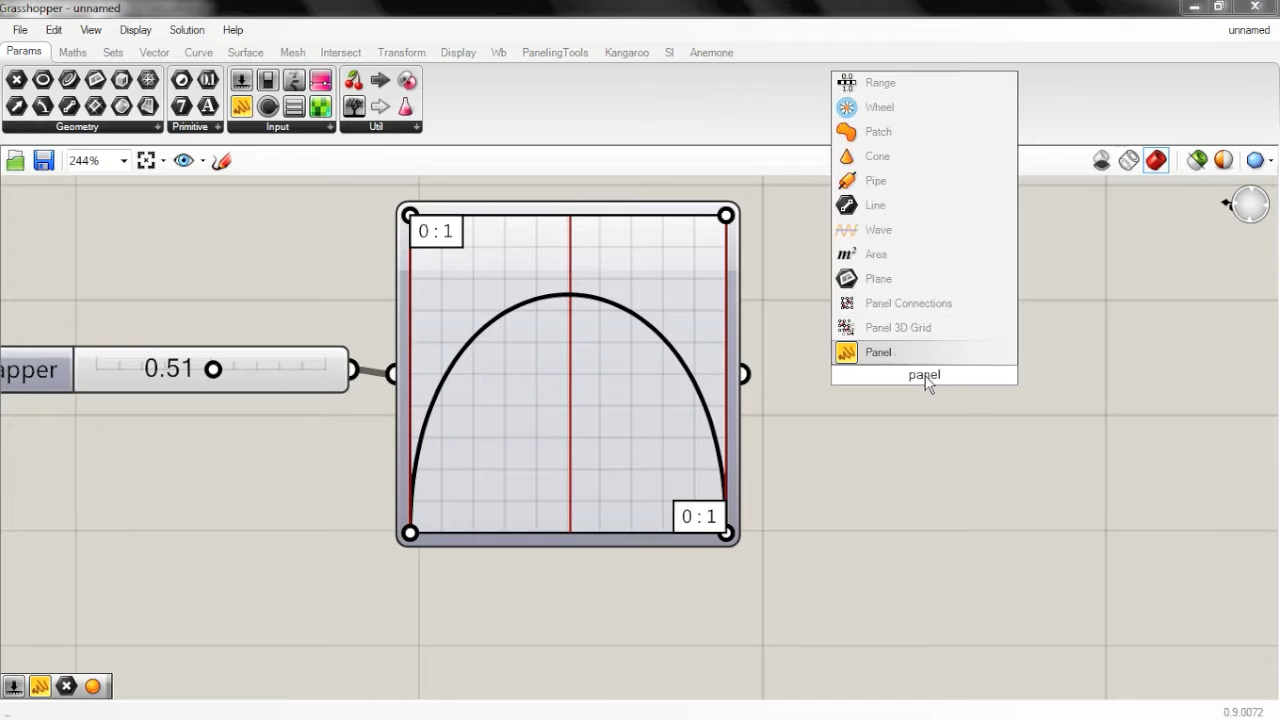 Grasshopper - unnamed
File Edit View Display Solution Help
unnamed
Params Maths Sets Vector Curve Surface Mesh Intersect Transform Display Wb PanelingTools Kangaroo SI Anemone
Geometry Primitive Input Util
244%
Range
Wheel
Patch
Cone
Pipe
Line
Wave
m² Area
Plane
Panel Connections
Panel 3D Grid
Panel
panel
0 : 1
apper 0.51
0 : 1
0.9.0072